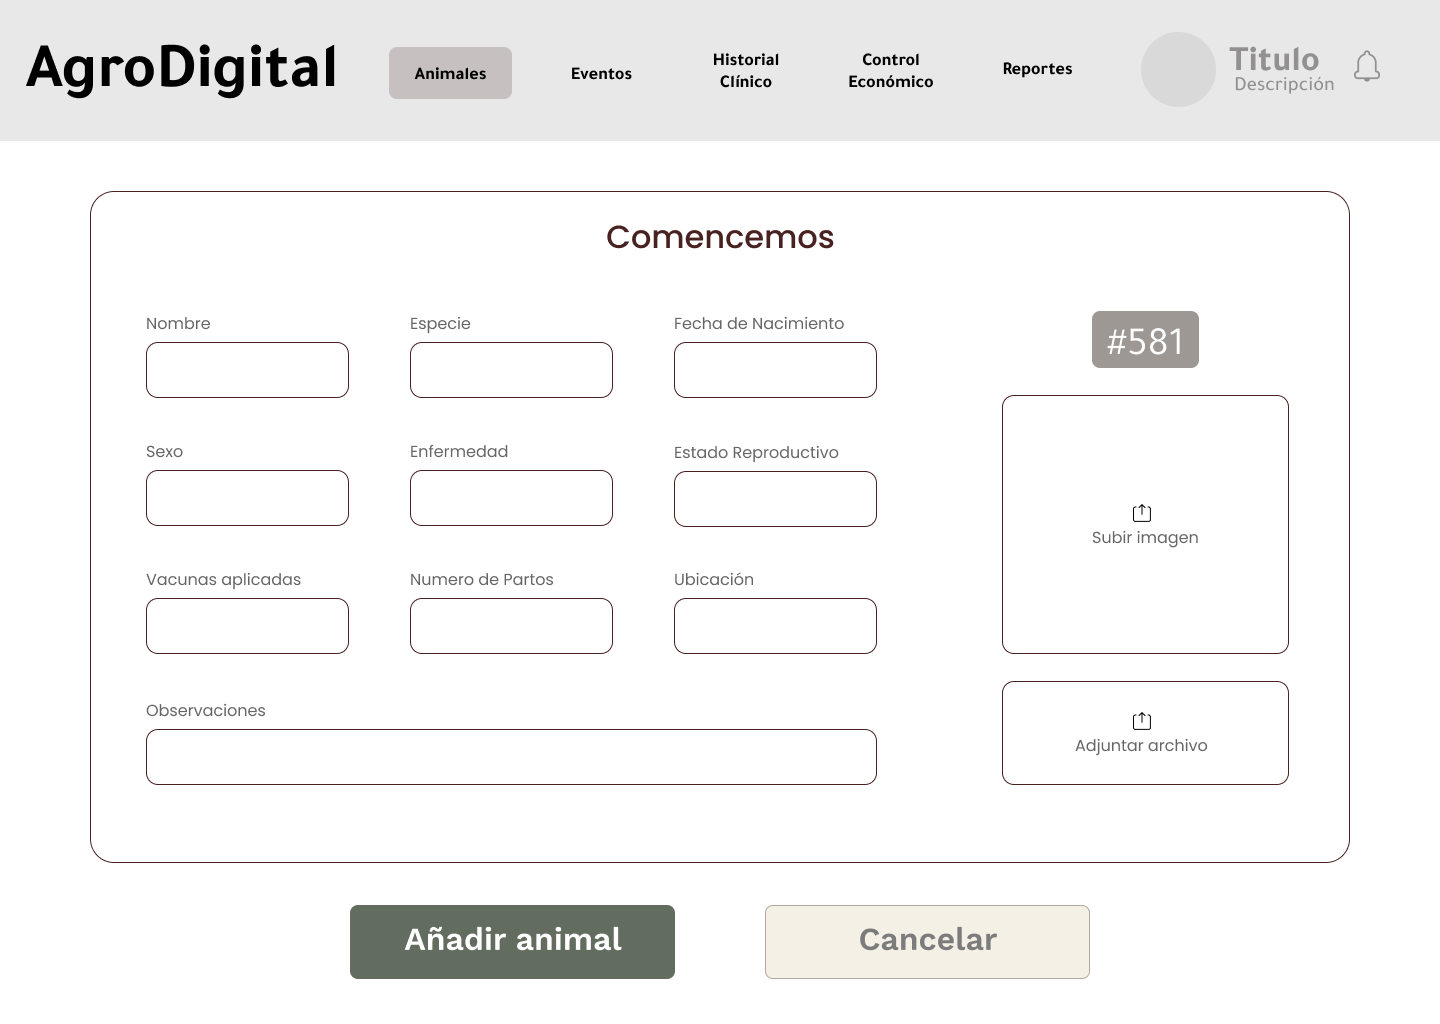 AgroDigital
Animales
Eventos
Historial
Clínico
Control
Económico
Reportes
Titulo
Descripción
Comencemos
Nombre
Especie
Fecha de Nacimiento
#581
Sexo
Enfermedad
Estado Reproductivo
Subir imagen
Vacunas aplicadas
Numero de Partos
Ubicación
Observaciones
Adjuntar archivo
Añadir animal
Cancelar